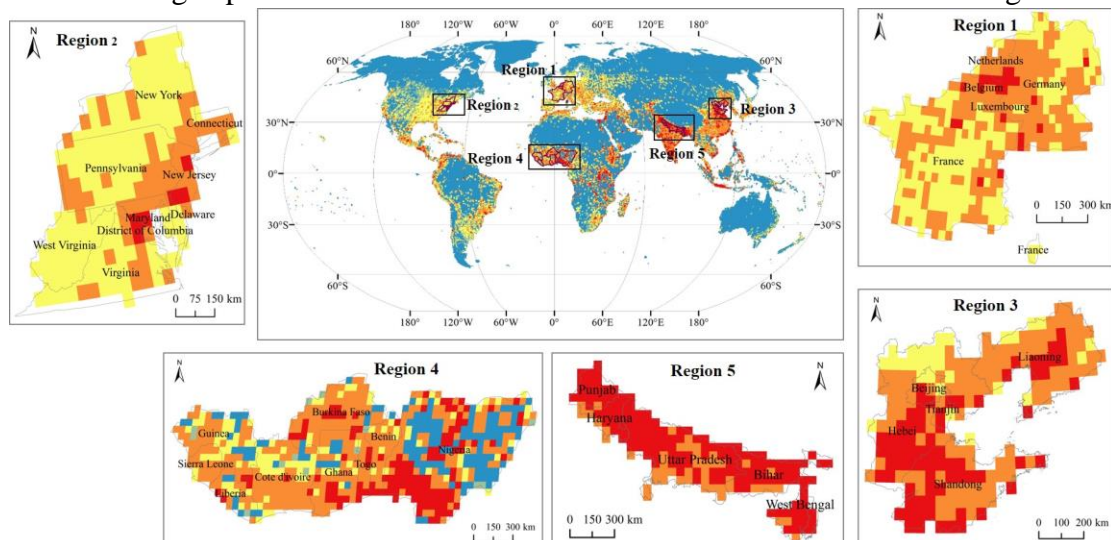 N
Region 2
New York
Connecticut
Pennsylvania
New Jersey
Maryland
Delaware
District of Columbia
West Virginia
Virginia
0 75 150 km
180° 120°W 60°W 0° 60°E 120°E 180°
Region 1
Region 2
Region 3
30°N
30°N
Region 4
Region 5
0°
0°
30°S
30°S
60°S
60°S
180° 120°W 60°W 0° 60°E 120°E 180°
N
Region 1
Netherlands
Belgium
Germany
Luxembourg
France
0 150 300 km
France
N
Region 4
Burkina Faso
Guinea
Benin
Nigeria
Sierra Leone
Togo
Ghana
Cote d'ivoire
Liberia
0 150 300 km
Region 5
N
Punjab
Haryana
Uttar Pradesh
Bihar
West Bengal
0 150 300 km
N
Region 3
Liaoning
Beijing
Tianjin
Hebei
Shandong
0 100 200 km